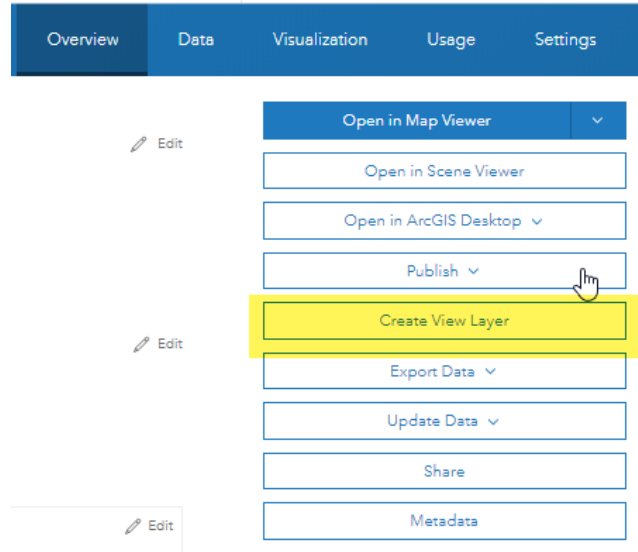 Overview Data Visualization Usage Settings
Open in Map Viewer
Edit
Open in Scene Viewer
Open in ArcGIS Desktop
Publish
Create View Layer
Edit
Export Data
Update Data
Share
Metadata
Edit